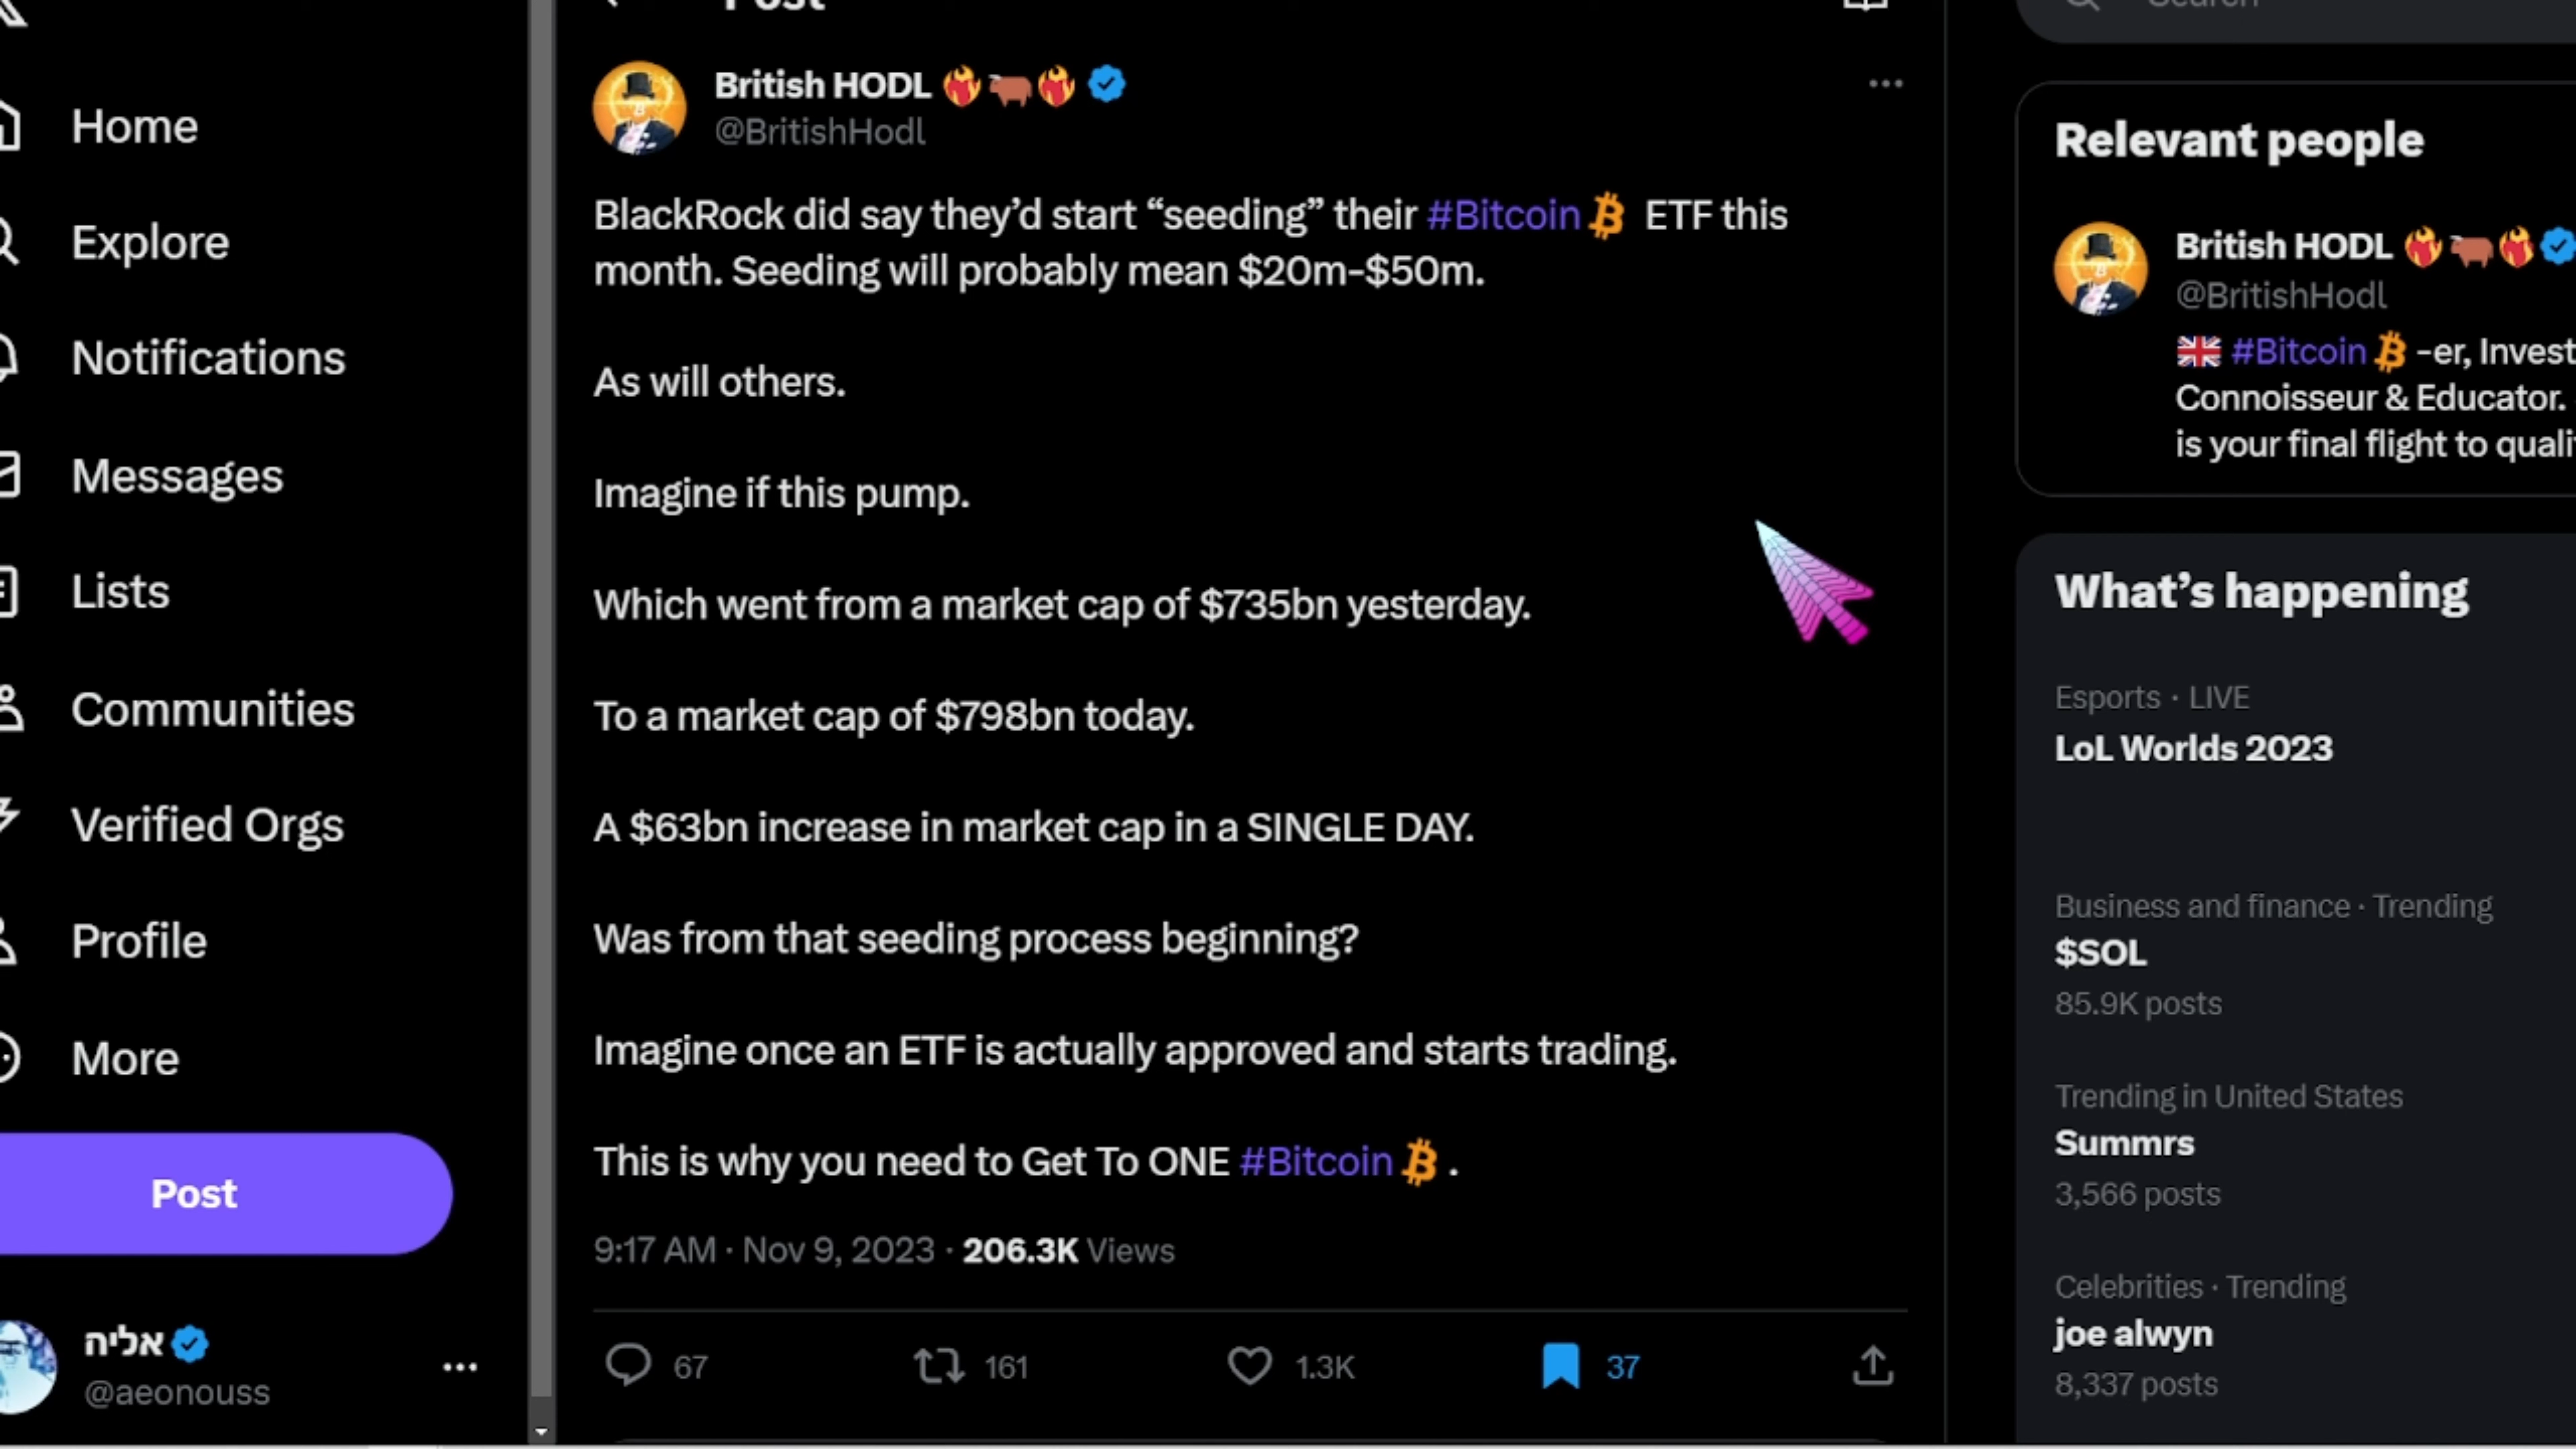 Home
Explore
Notifications
Messages
Lists
Communities
Verified Orgs
Profile
More
Post
אליה
@aeonouss
Post
British HODL
@BritishHodl
BlackRock did say they’d start “seeding” their #Bitcoin ETF this
month. Seeding will probably mean $20m-$50m.
As will others.
Imagine if this pump.
Which went from a market cap of $735bn yesterday.
To a market cap of $798bn today.
A $63bn increase in market cap in a SINGLE DAY.
Was from that seeding process beginning?
Imagine once an ETF is actually approved and starts trading.
This is why you need to Get To ONE #Bitcoin .
9:17 AM · Nov 9, 2023 · 206.3K Views
67 161 1.3K 37
Search
Relevant people
British HODL
@BritishHodl
#Bitcoin -er, Invest
Connoisseur & Educator.
is your final flight to quali
What’s happening
Esports · LIVE
LoL Worlds 2023
Business and finance · Trending
$SOL
85.9K posts
Trending in United States
Summrs
3,566 posts
Celebrities · Trending
joe alwyn
8,337 posts